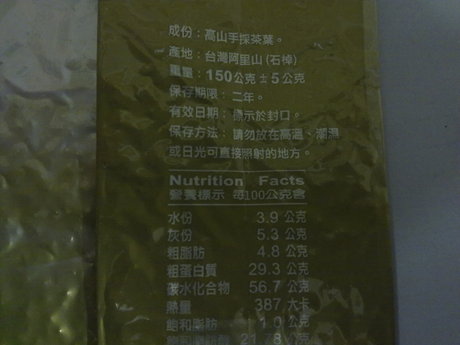 成份：高山手採茶葉。
產地：台灣阿里山(石棹)
重量：150公克±5公克
保存期限：二年。
有效日期：標示於封口。
保存方法：請勿放在高溫、潮濕
或日光可直接照射的地方。
Nutrition Facts
營養標示 每100公克含
水份 3.9 公克
灰份 5.3 公克
粗脂肪 4.8 公克
粗蛋白質 29.3 公克
碳水化合物 56.7 公克
熱量 387 大卡
飽和脂肪 1.0 公克